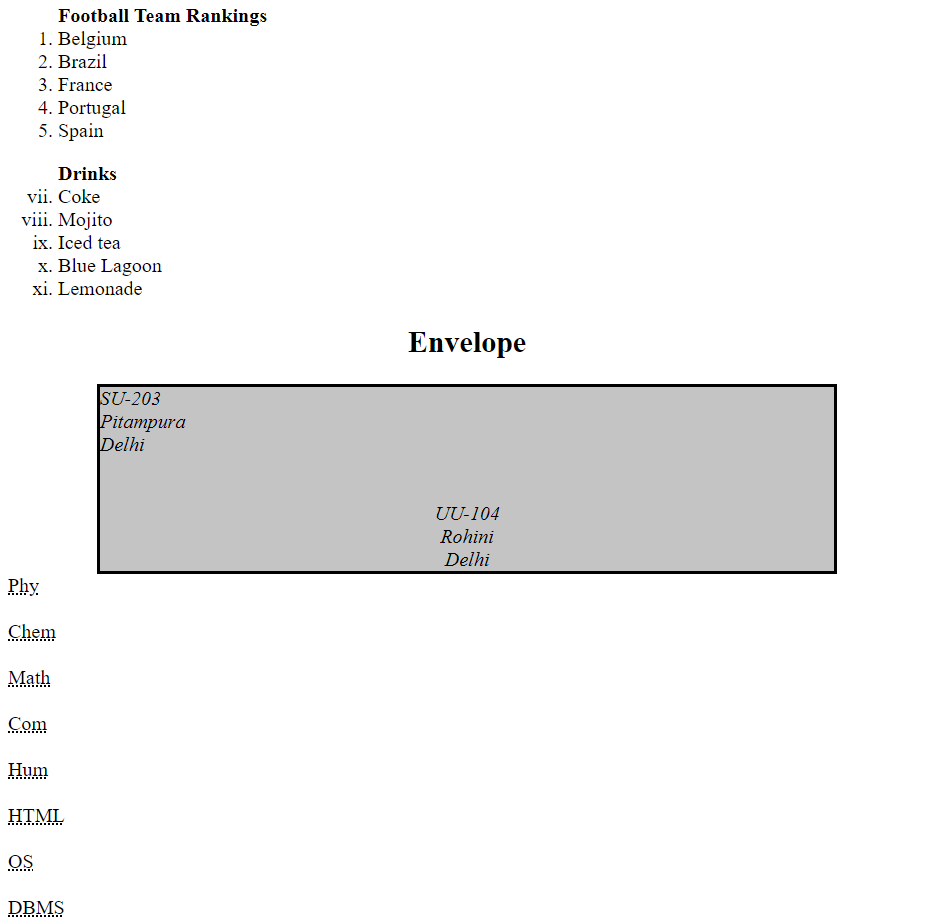 Football Team Rankings
1. Belgium
2. Brazil
3. France
4. Portugal
5. Spain
Drinks
vii. Coke
viii. Mojito
ix. Iced tea
x. Blue Lagoon
xi. Lemonade
Envelope
SU-203
Pitampura
Delhi
UU-104
Rohini
Delhi
Phy
Chem
Math
Com
Hum
HTML
OS
DBMS